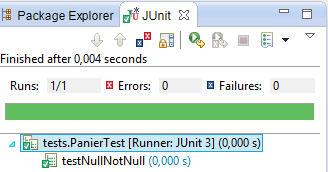 Package Explorer JUnit
Finished after 0,004 seconds
Runs: 1/1 Errors: 0 Failures: 0
tests.PanierTest [Runner: JUnit 3] (0,000 s)
testNullNotNull (0,000 s)